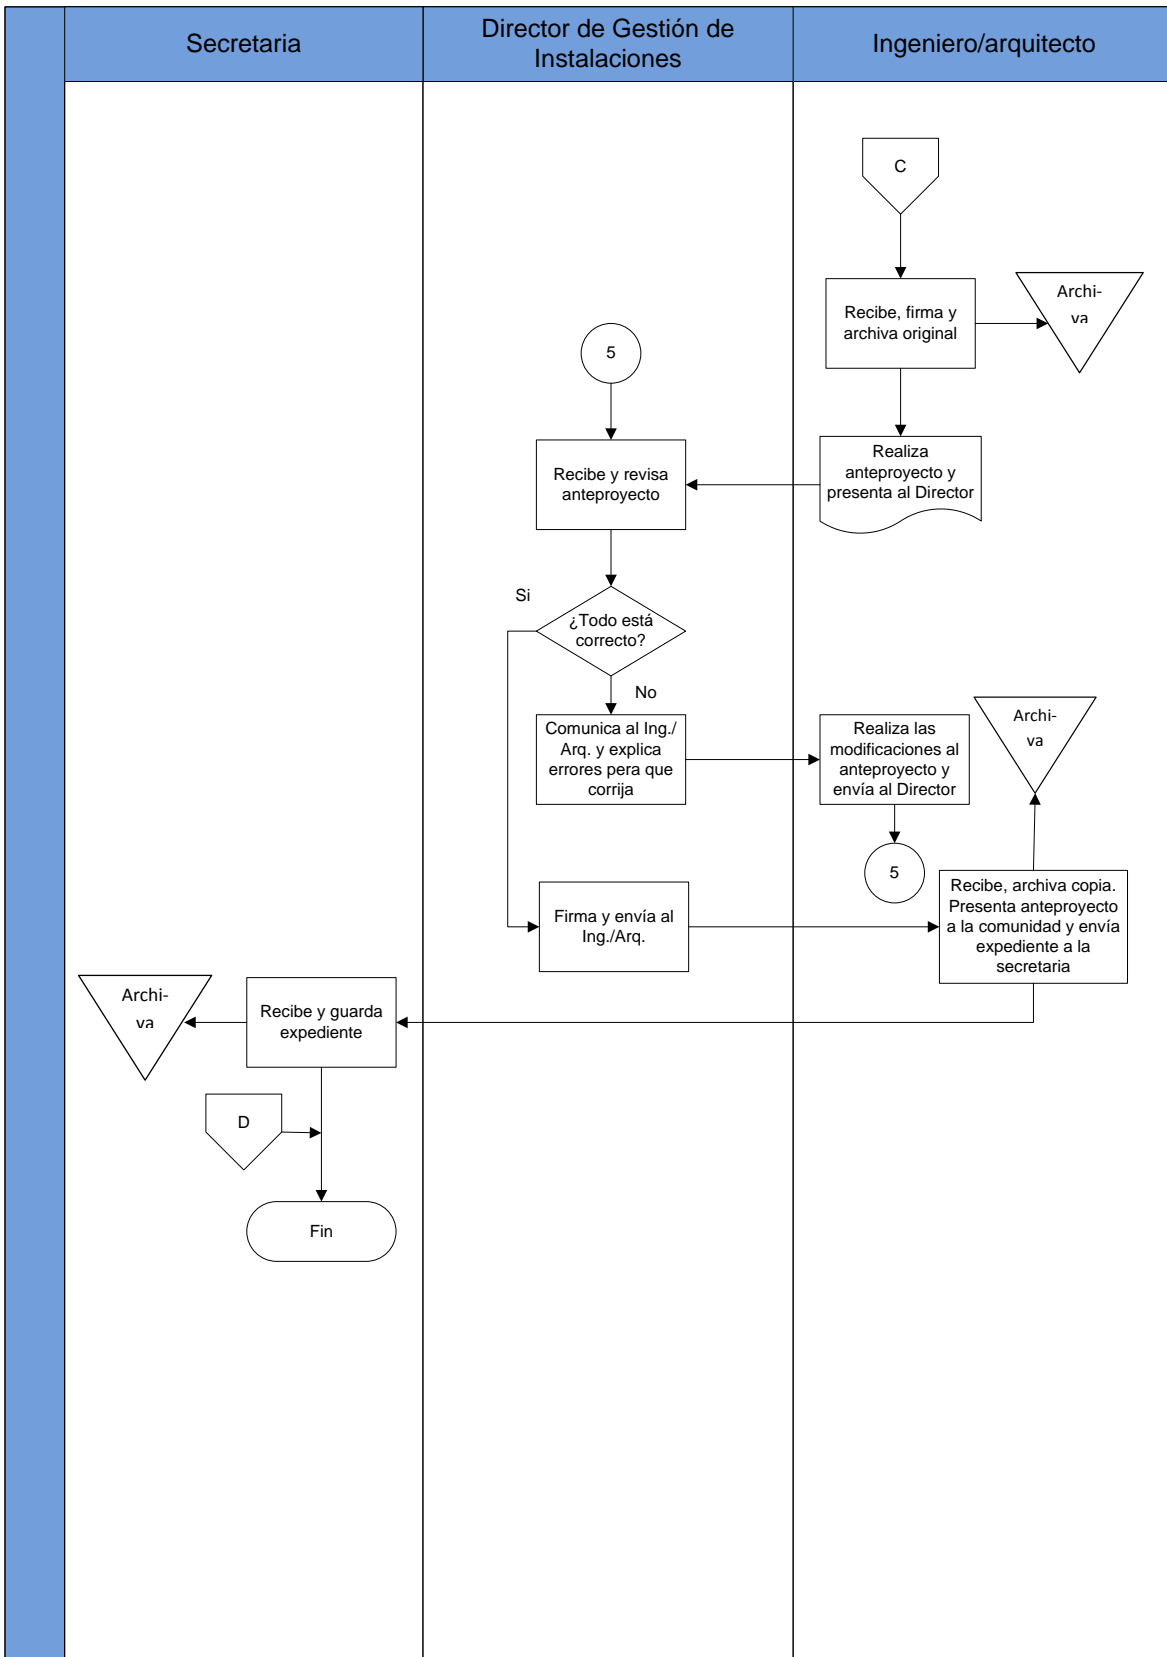 Secretaria
Director de Gestión de
Instalaciones
Ingeniero/arquitecto
C
Recibe, firma y
archiva original
Archi-
va
5
Recibe y revisa
anteproyecto
Realiza
anteproyecto y
presenta al Director
Si
¿Todo está
correcto?
No
Comunica al Ing./
Arq. y explica
errores pera que
corrija
Realiza las
modificaciones al
anteproyecto y
envía al Director
Archi-
va
5
Firma y envía al
Ing./Arq.
Recibe, archiva copia.
Presenta anteproyecto
a la comunidad y envía
expediente a la
secretaria
Archi-
va
Recibe y guarda
expediente
D
Fin